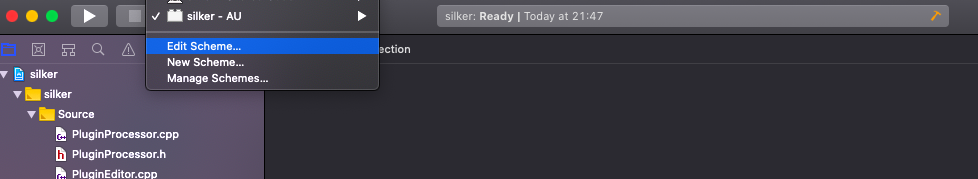 silker - AU
silker: Ready | Today at 21:47
Edit Scheme...
ection
New Scheme...
Manage Schemes...
silker
silker
Source
PluginProcessor.cpp
PluginProcessor.h
PluginEditor.cpp